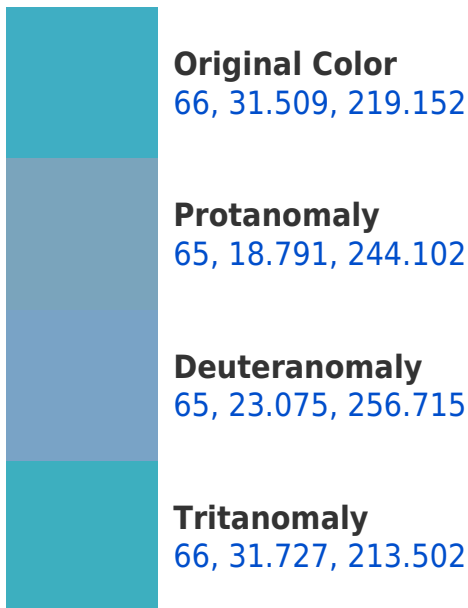 Original Color
66, 31.509, 219.152
Protanomaly
65, 18.791, 244.102
Deuteranomaly
65, 23.075, 256.715
Tritanomaly
66, 31.727, 213.502